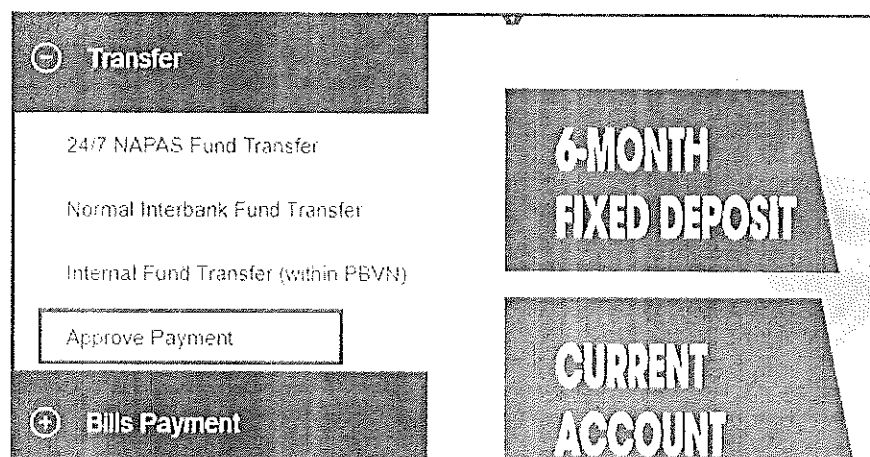 Transfer
24/7 NAPAS Fund Transfer
Normal Interbank Fund Transfer
Internal Fund Transfer (within PBVN)
Approve Payment
Bills Payment
6-MONTH
FIXED DEPOSIT
CURRENT
ACCOUNT